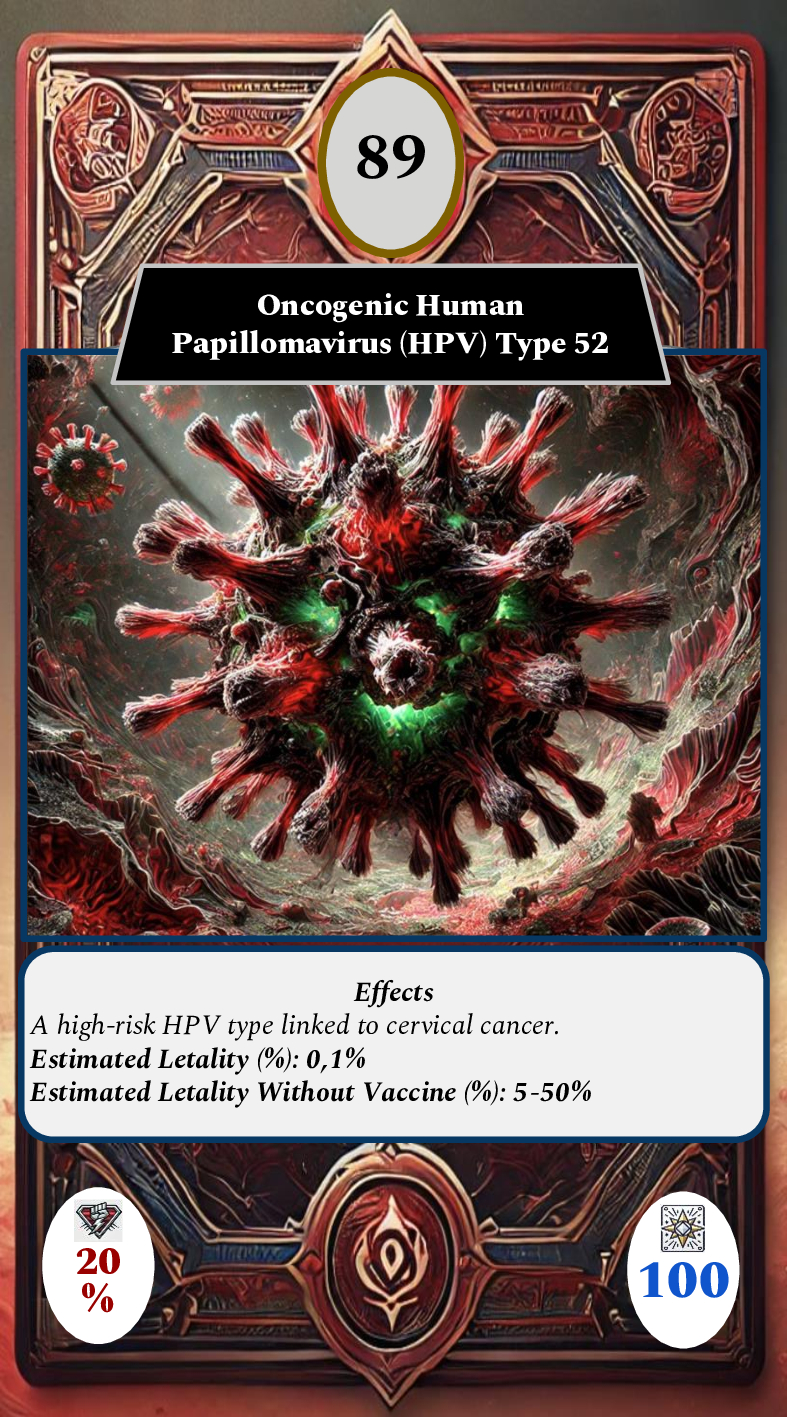 89
Oncogenic Human
Papillomavirus (HPV) Type 52
Effects
A high-risk HPV type linked to cervical cancer.
Estimated Letality (%): 0,1%
Estimated Letality Without Vaccine (%): 5-50%
20
%
100